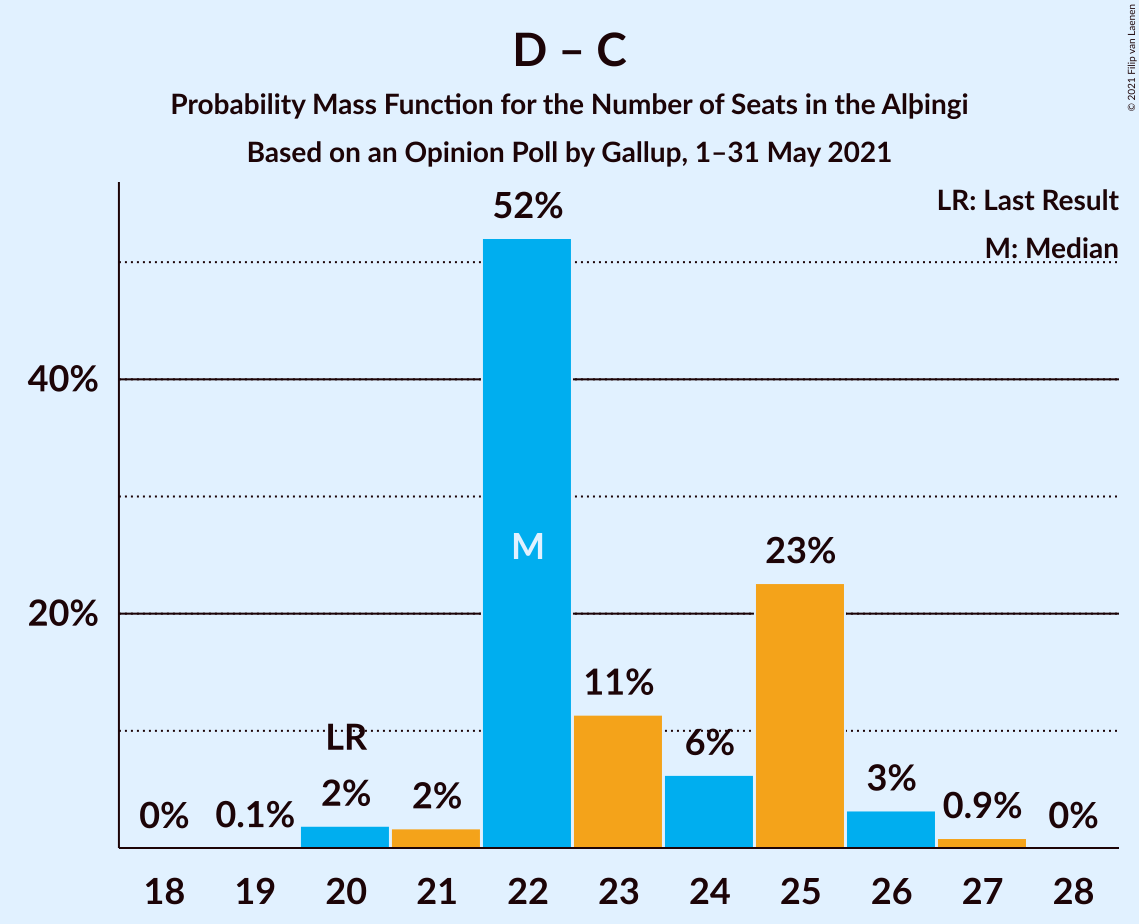 D – C
Probability Mass Function for the Number of Seats in the Alþingi
Based on an Opinion Poll by Gallup, 1–31 May 2021
© 2021 Filip van Laenen
LR: Last Result
M: Median
52%
40%
M
23%
20%
11%
LR
6%
3%
2%
2%
0.9%
0%
0.1%
0%
18 19 20 21 22 23 24 25 26 27 28